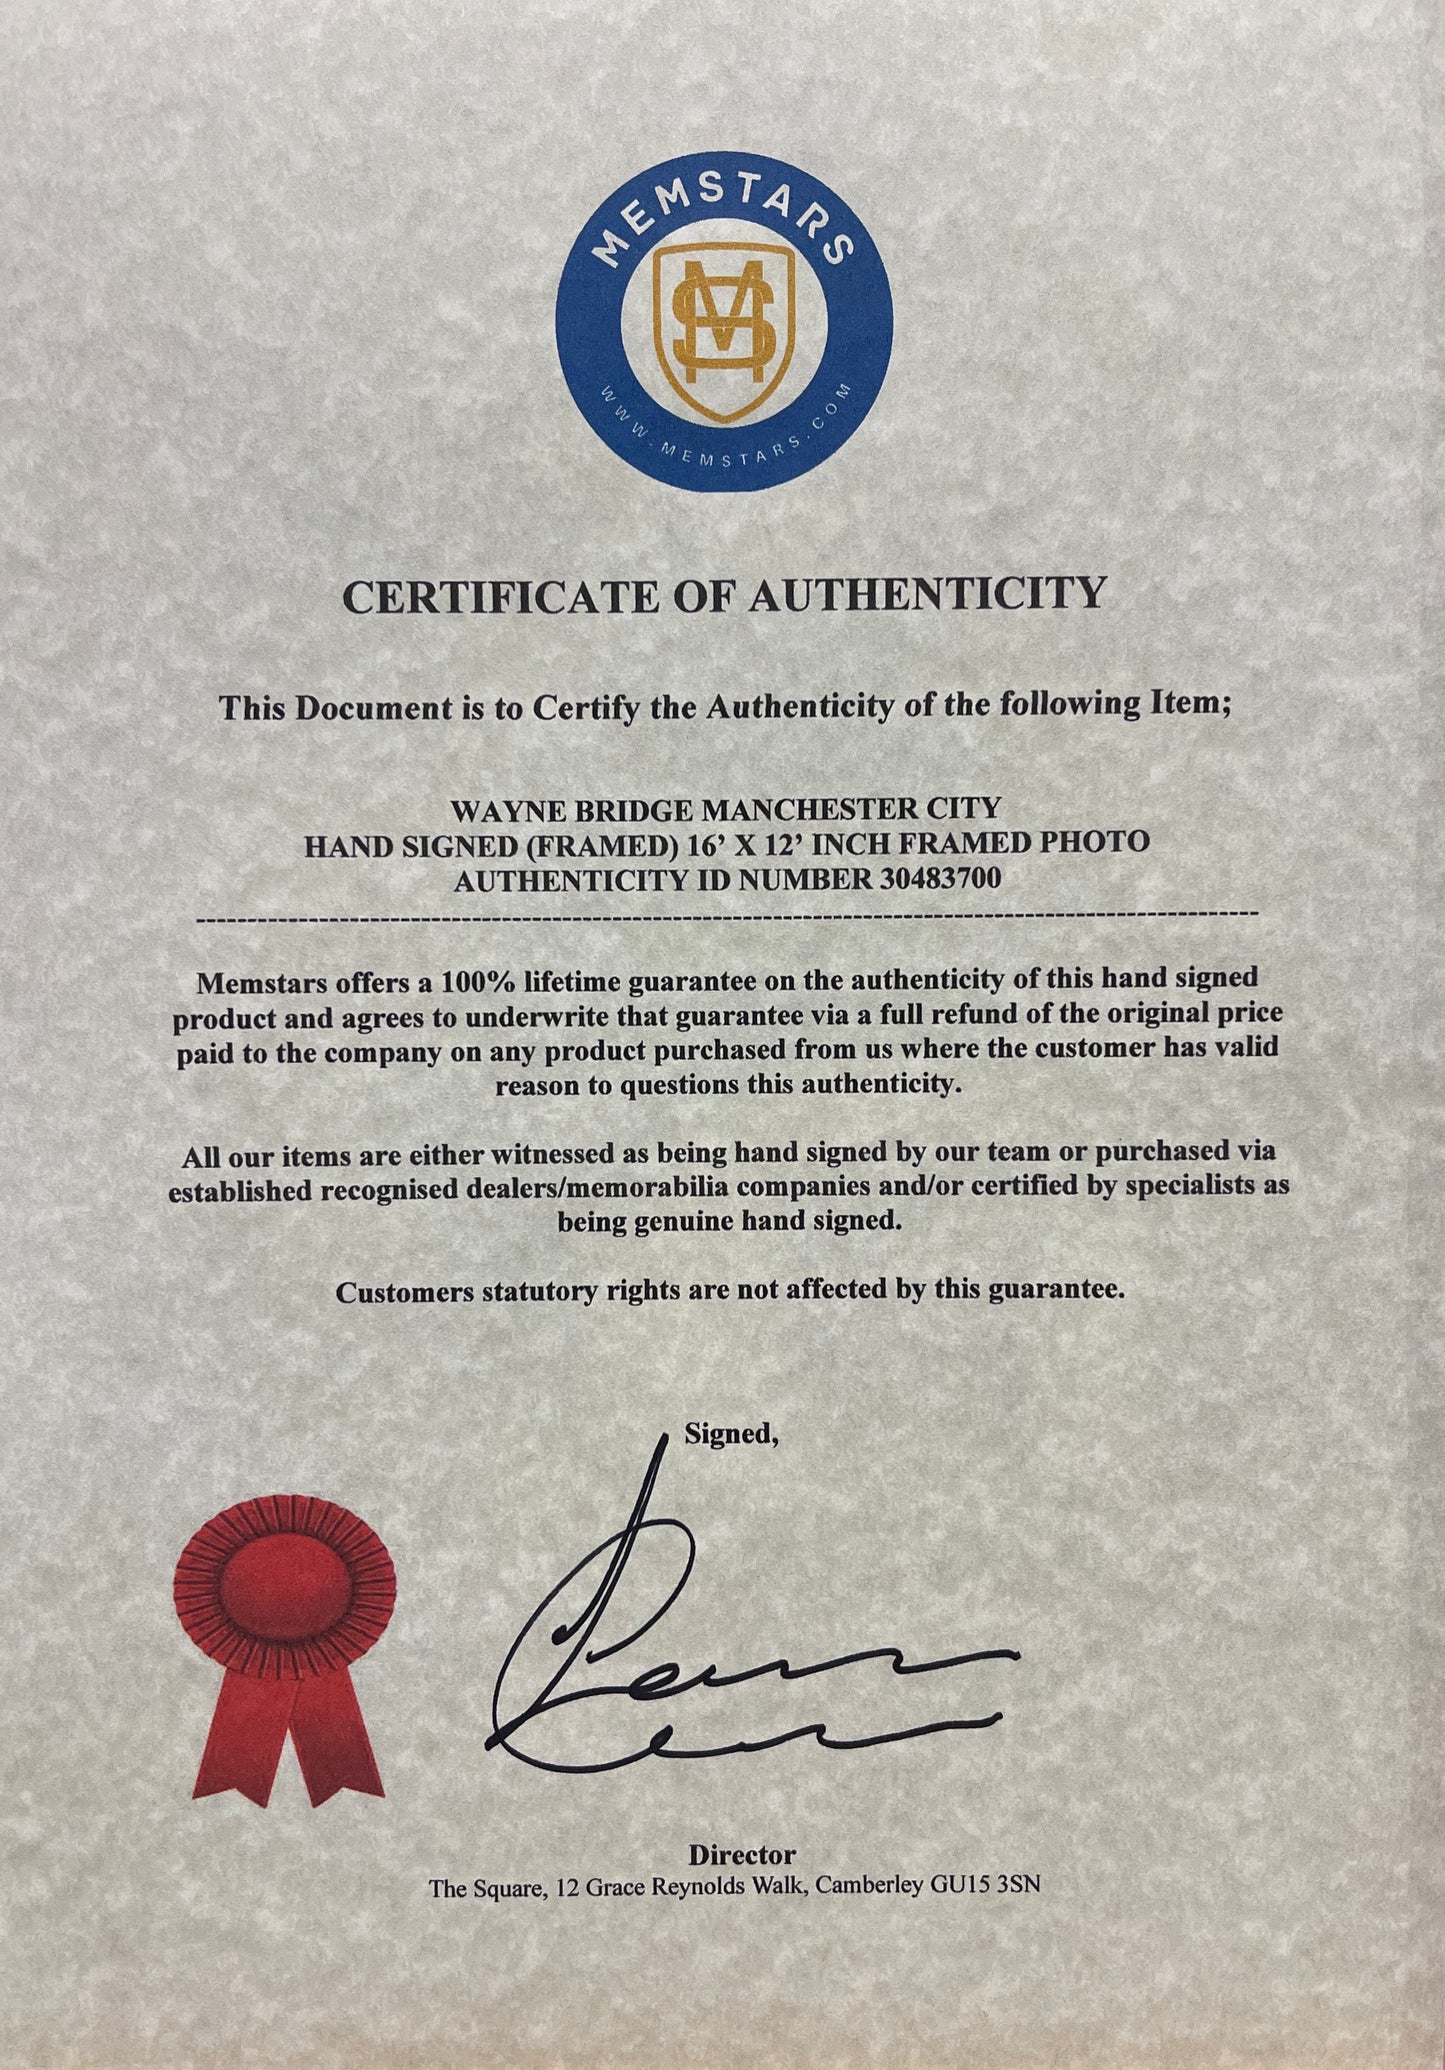 MEMSTARS
WWW.MEMSTARS.COM
CERTIFICATE OF AUTHENTICITY
This Document is to Certify the Authenticity of the following Item;
WAYNE BRIDGE MANCHESTER CITY
HAND SIGNED (FRAMED) 16’ X 12’ INCH FRAMED PHOTO
AUTHENTICITY ID NUMBER 30483700
Memstars offers a 100% lifetime guarantee on the authenticity of this hand signed
product and agrees to underwrite that guarantee via a full refund of the original price
paid to the company on any product purchased from us where the customer has valid
reason to questions this authenticity.
All our items are either witnessed as being hand signed by our team or purchased via
established recognised dealers/memorabilia companies and/or certified by specialists as
being genuine hand signed.
Customers statutory rights are not affected by this guarantee.
Signed,
Director
The Square, 12 Grace Reynolds Walk, Camberley GU15 3SN